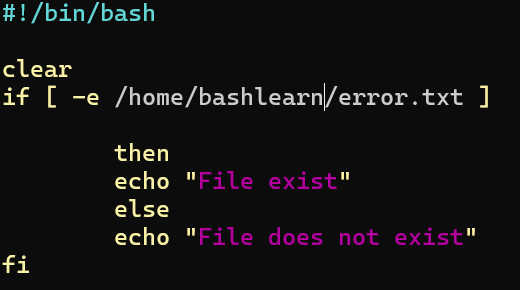 #!/bin/bash
clear
if [ -e /home/bashlearn/error.txt ]
then
echo "File exist"
else
echo "File does not exist"
fi